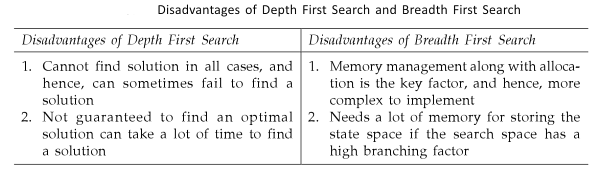 Disadvantages of Depth First Search and Breadth First Search
Disadvantages of Depth First Search
1. Cannot find solution in all cases, and
hence, can sometimes fail to find a
solution
2. Not guaranteed to find an optimal
solution can take a lot of time to find
a solution
Disadvantages of Breadth First Search
1. Memory management along with alloca-
tion is the key factor, and hence, more
complex to implement
2. Needs a lot of memory for storing the
state space if the search space has a
high branching factor